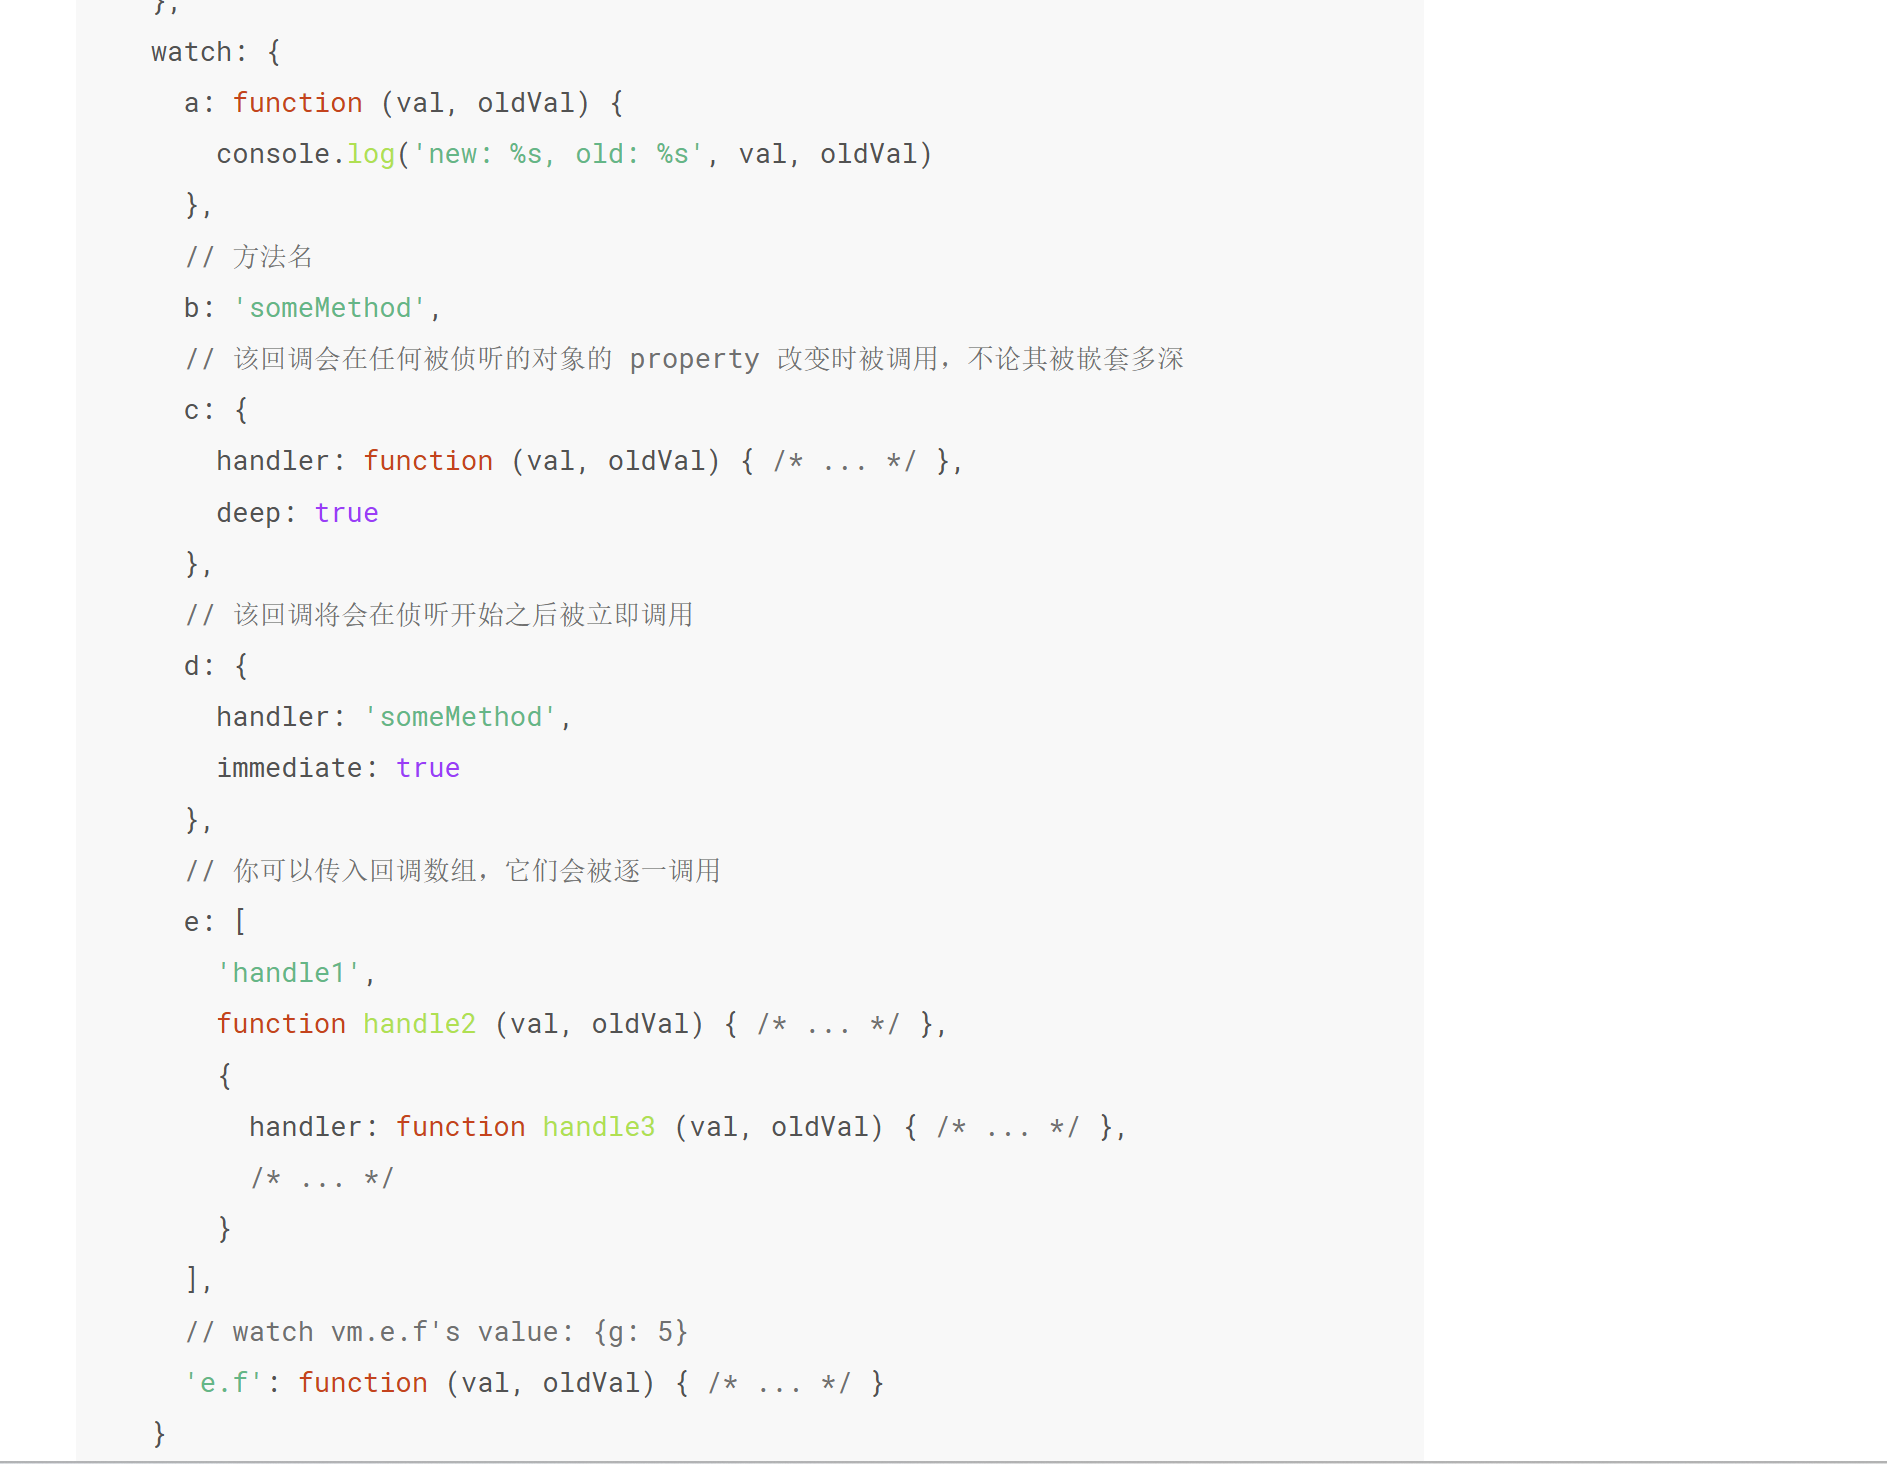 },
watch: {
a: function (val, oldVal) {
console.log('new: %s, old: %s', val, oldVal)
},
// 方法名
b: 'someMethod',
// 该回调会在任何被侦听的对象的 property 改变时被调用，不论其被嵌套多深
c: {
handler: function (val, oldVal) { /* ... */ },
deep: true
},
// 该回调将会在侦听开始之后被立即调用
d: {
handler: 'someMethod',
immediate: true
},
// 你可以传入回调数组，它们会被逐一调用
e: [
'handle1',
function handle2 (val, oldVal) { /* ... */ },
{
handler: function handle3 (val, oldVal) { /* ... */ },
/* ... */
}
],
// watch vm.e.f's value: {g: 5}
'e.f': function (val, oldVal) { /* ... */ }
}